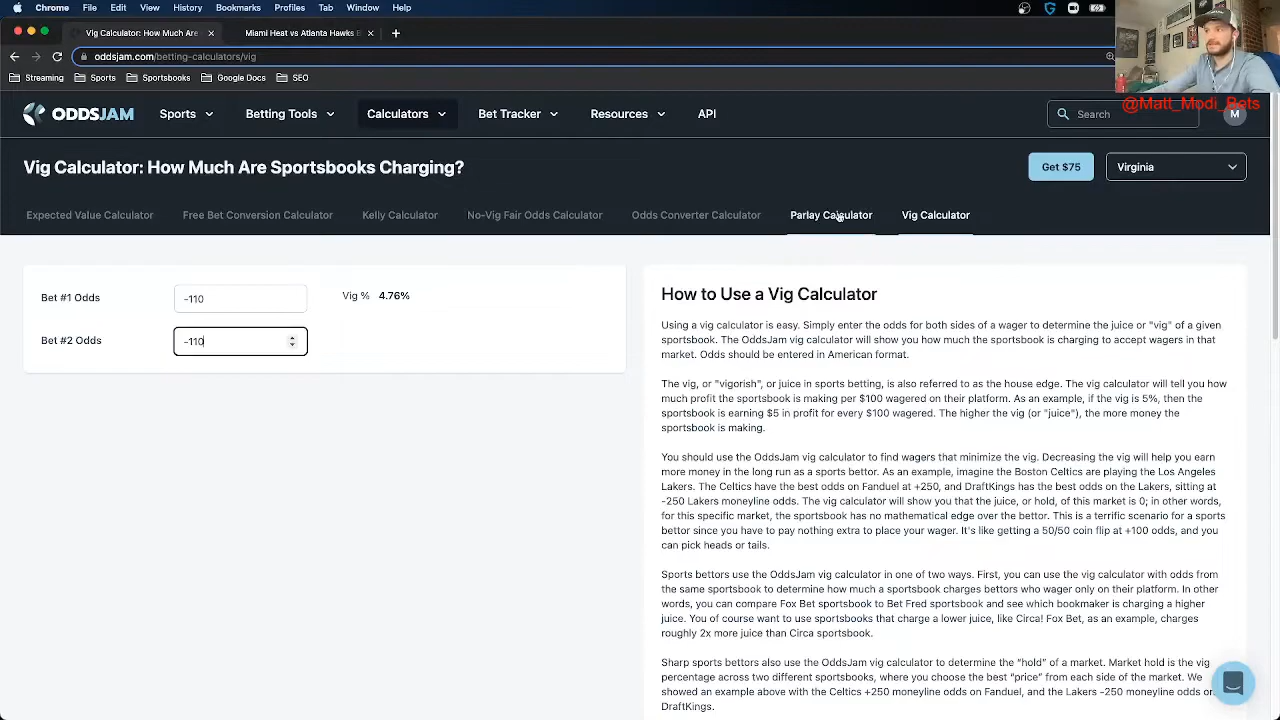 Chrome File Edit View History Bookmarks Profiles Tab Window Help
Vig Calculator: How Much Are
Miami Heat vs Atlanta Hawks
oddsjam.com/betting-calculators/vig
Streaming Sports Sportsbooks Google Docs SEO
@Matt_Modi_Bets
ODDSJAM Sports Betting Tools Calculators Bet Tracker Resources API Search M
Vig Calculator: How Much Are Sportsbooks Charging?
Get $75
Virginia
Expected Value Calculator Free Bet Conversion Calculator Kelly Calculator No-Vig Fair Odds Calculator Odds Converter Calculator Parlay Calculator Vig Calculator
Bet #1 Odds -110 Vig % 4.76%
Bet #2 Odds -110
How to Use a Vig Calculator
Using a vig calculator is easy. Simply enter the odds for both sides of a wager to determine the juice or "vig" of a given
sportsbook. The OddsJam vig calculator will show you how much the sportsbook is charging to accept wagers in that
market. Odds should be entered in American format.
The vig, or "vigorish", or juice in sports betting, is also referred to as the house edge. The vig calculator will tell you how
much profit the sportsbook is making per $100 wagered on their platform. As an example, if the vig is 5%, then the
sportsbook is earning $5 in profit for every $100 wagered. The higher the vig (or "juice"), the more money the
sportsbook is making.
You should use the OddsJam vig calculator to find wagers that minimize the vig. Decreasing the vig will help you earn
more money in the long run as a sports bettor. As an example, imagine the Boston Celtics are playing the Los Angeles
Lakers. The Celtics have the best odds on Fanduel at +250, and DraftKings has the best odds on the Lakers, sitting at
-250 Lakers moneyline odds. The vig calculator will show you that the juice, or hold, of this market is 0; in other words,
for this specific market, the sportsbook has no mathematical edge over the bettor. This is a terrific scenario for a sports
bettor since you have to pay nothing extra to place your wager. It's like getting a 50/50 coin flip at +100 odds, and you
can pick heads or tails.
Sports bettors use the OddsJam vig calculator in one of two ways. First, you can use the vig calculator with odds from
the same sportsbook to determine how much a sportsbook charges bettors who wager only on their platform. In other
words, you can compare Fox Bet sportsbook to Bet Fred sportsbook and see which bookmaker is charging a higher
juice. You of course want to use sportsbooks that charge a lower juice, like Circa! Fox Bet, as an example, charges
roughly 2x more juice than Circa sportsbook.
Sharp sports bettors also use the OddsJam vig calculator to determine the "hold" of a market. Market hold is the vig
percentage across two different sportsbooks, where you choose the best "price" from each side of the market. We
showed an example above with the Celtics +250 moneyline odds on Fanduel, and the Lakers -250 moneyline odds on
DraftKings.